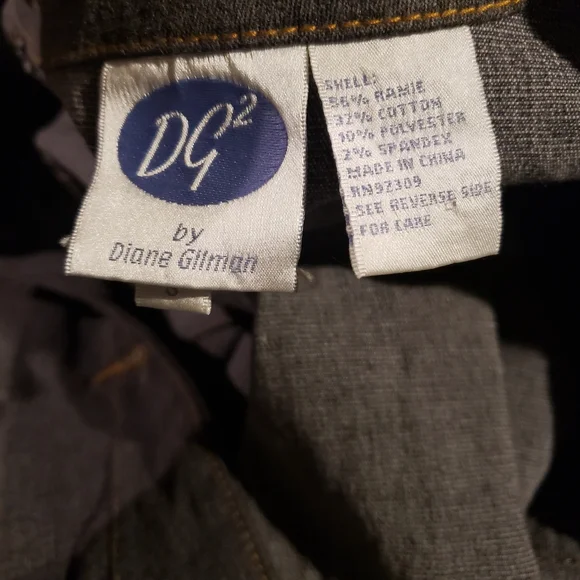 DG2
by
Diane Gilman
S
SHELL:
56% RAMIE
32% COTTON
10% POLYESTER
2% SPANDEX
MADE IN CHINA
RN92309
SEE REVERSE SIDE
FOR CARE